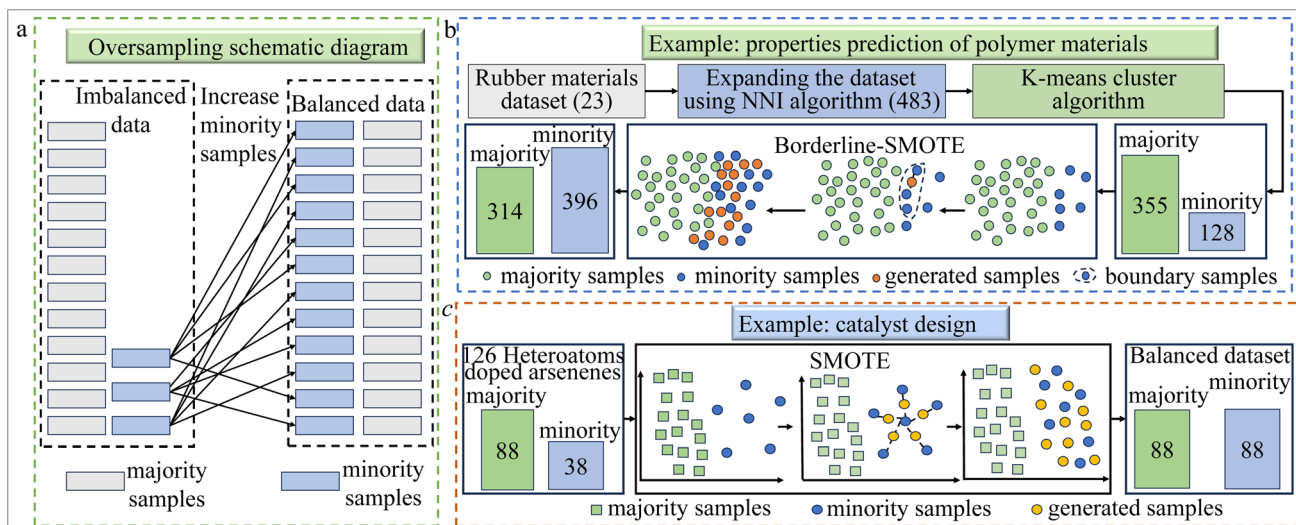 a
Oversampling schematic diagram
Imbalanced
data
Increase
minority
samples
Balanced data
majority
samples
minority
samples
b
Example: properties prediction of polymer materials
Rubber materials
dataset (23)
Expanding the dataset
using NNI algorithm (483)
K-means cluster
algorithm
majority
314
minority
396
Borderline-SMOTE
355
majority
minority
128
majority samples
minority samples
generated samples
boundary samples
c
Example: catalyst design
126 Heteroatoms
doped arsenenes
majority
88
minority
38
SMOTE
Balanced dataset
majority
88
minority
88
majority samples
minority samples
generated samples